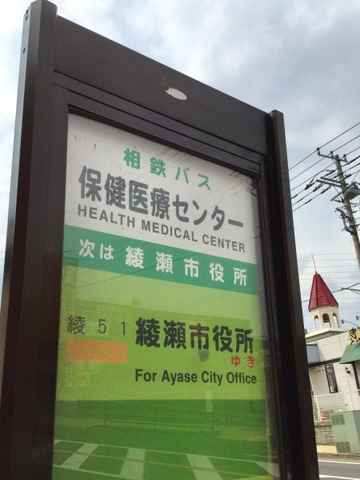 相鉄バス
保健医療センター
HEALTH MEDICAL CENTER
次は 綾瀬市役所
綾51 綾瀬市役所
ゆき
For Ayase City Office